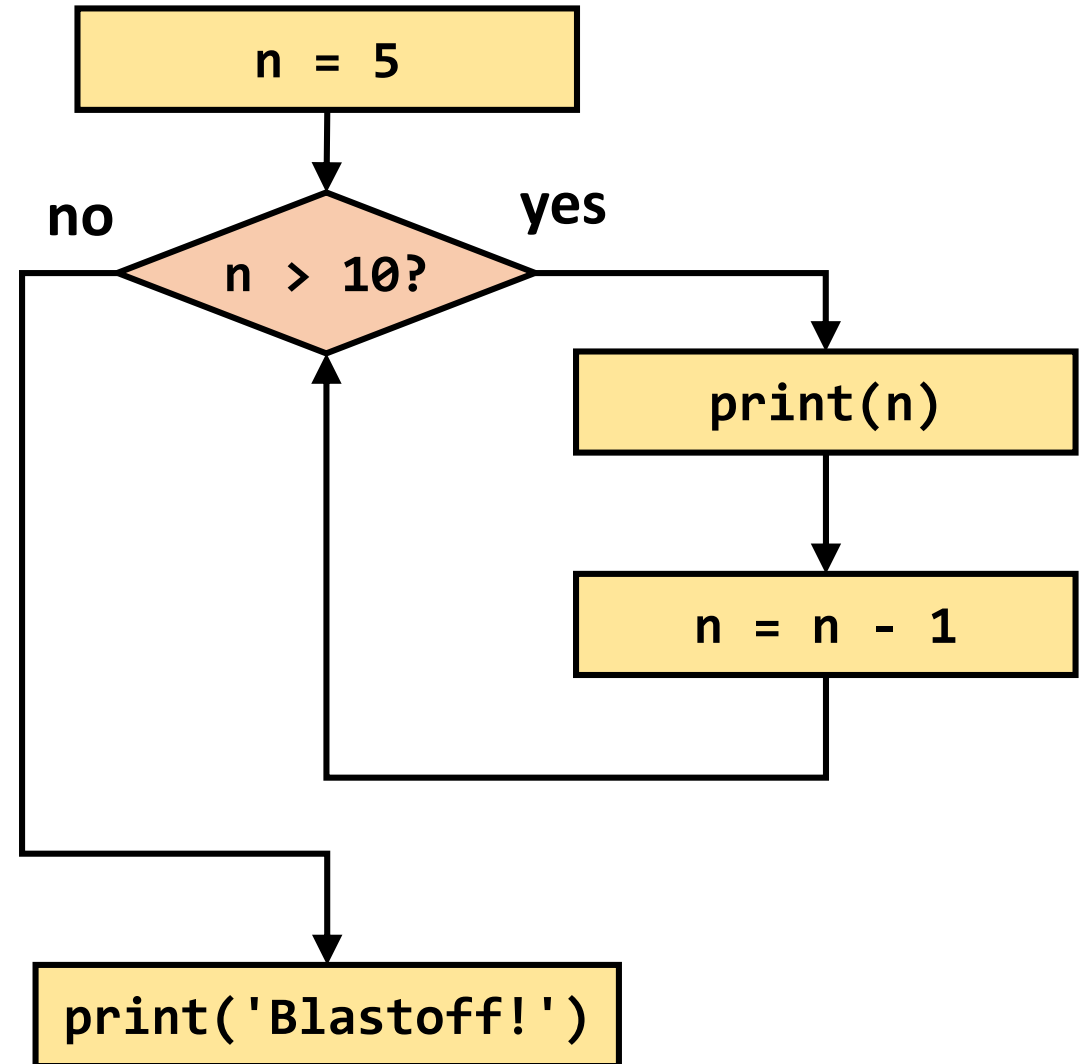 n = 5
no
yes
n > 10?
print(n)
n = n - 1
print('Blastoff!')